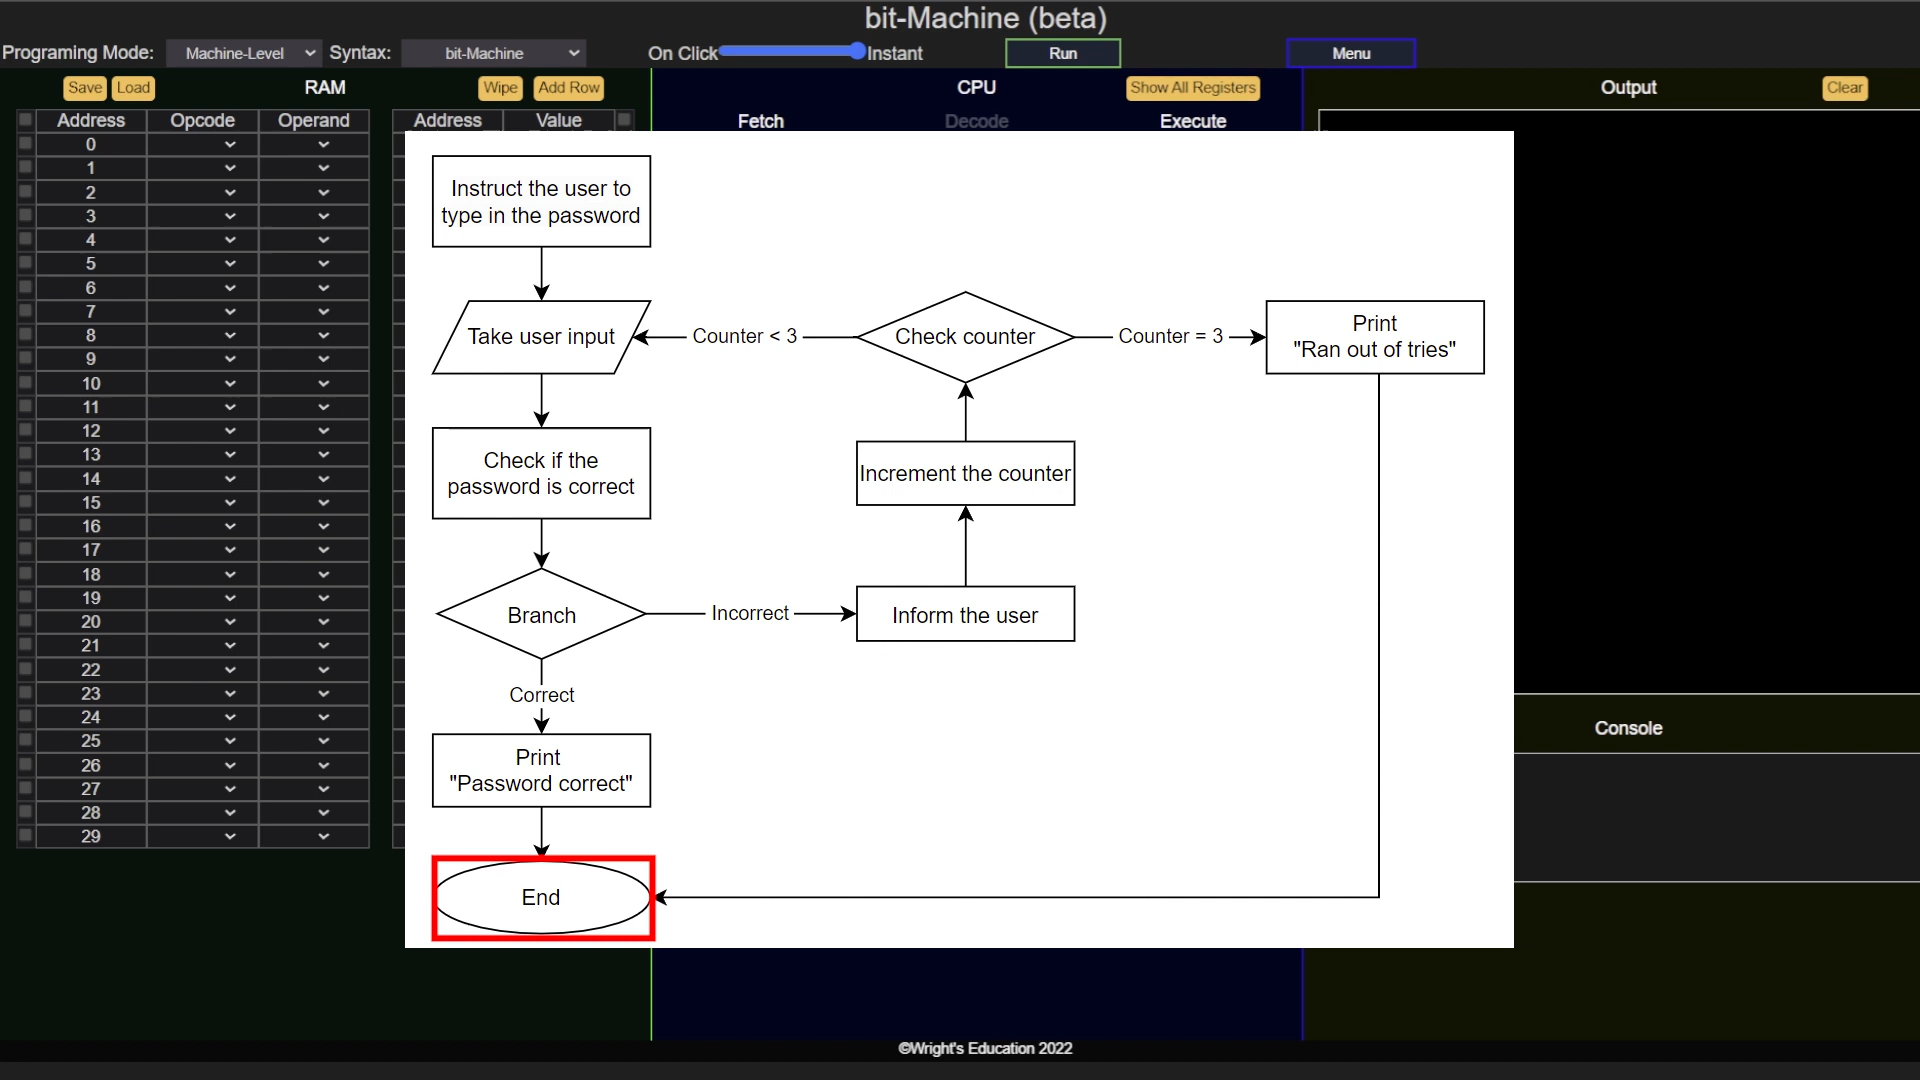 bit-Machine (beta)
Programing Mode: Machine-Level Syntax: bit-Machine On Click Instant Run Menu
Save Load RAM Wipe Add Row CPU Show All Registers Output Clear
Address Opcode Operand Address Value Fetch Decode Execute
0
1
2
3
4
5
6
7
8
9
10
11
12
13
14
15
16
17
18
19
20
21
22
23
24
25
26
27
28
29
Instruct the user to
type in the password
Take user input
Counter < 3
Check counter
Counter = 3
Print
"Ran out of tries"
Check if the
password is correct
Increment the counter
Branch
Incorrect
Inform the user
Correct
Print
"Password correct"
End
Console
©Wright's Education 2022